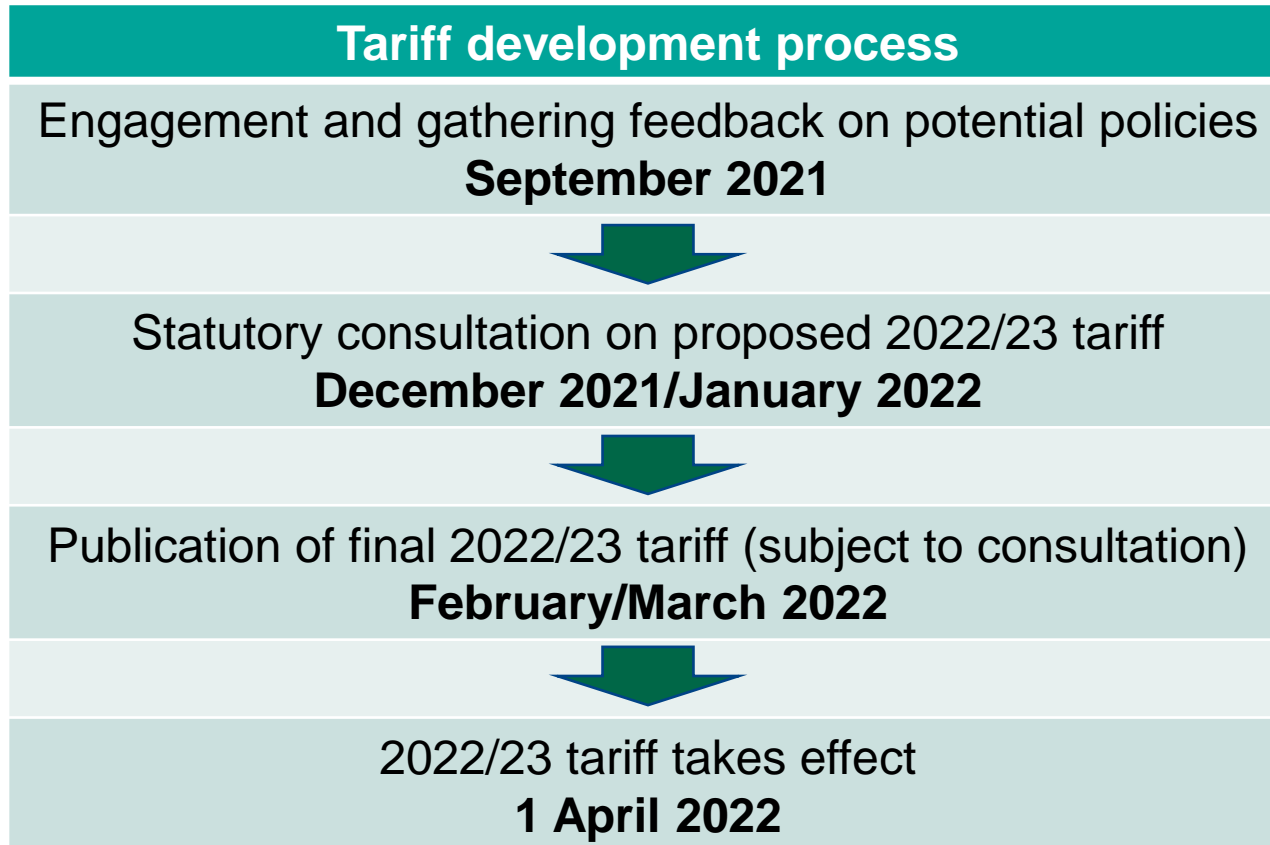 Tariff development process
Engagement and gathering feedback on potential policies
September 2021
Statutory consultation on proposed 2022/23 tariff
December 2021/January 2022
Publication of final 2022/23 tariff (subject to consultation)
February/March 2022
2022/23 tariff takes effect
1 April 2022